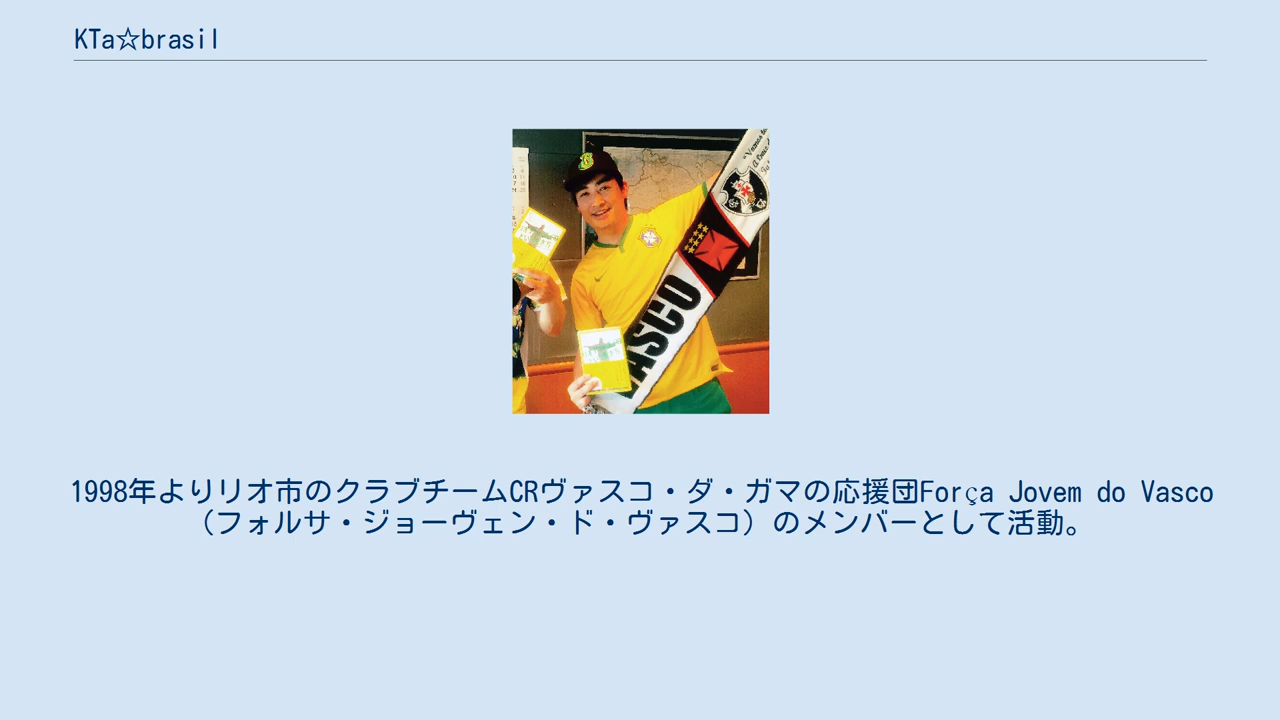 KTa☆brasil
VASCO
1998年よりリオ市のクラブチームCRヴァスコ・ダ・ガマの応援団Força Jovem do Vasco
（フォルサ・ジョーヴェン・ド・ヴァスコ）のメンバーとして活動。